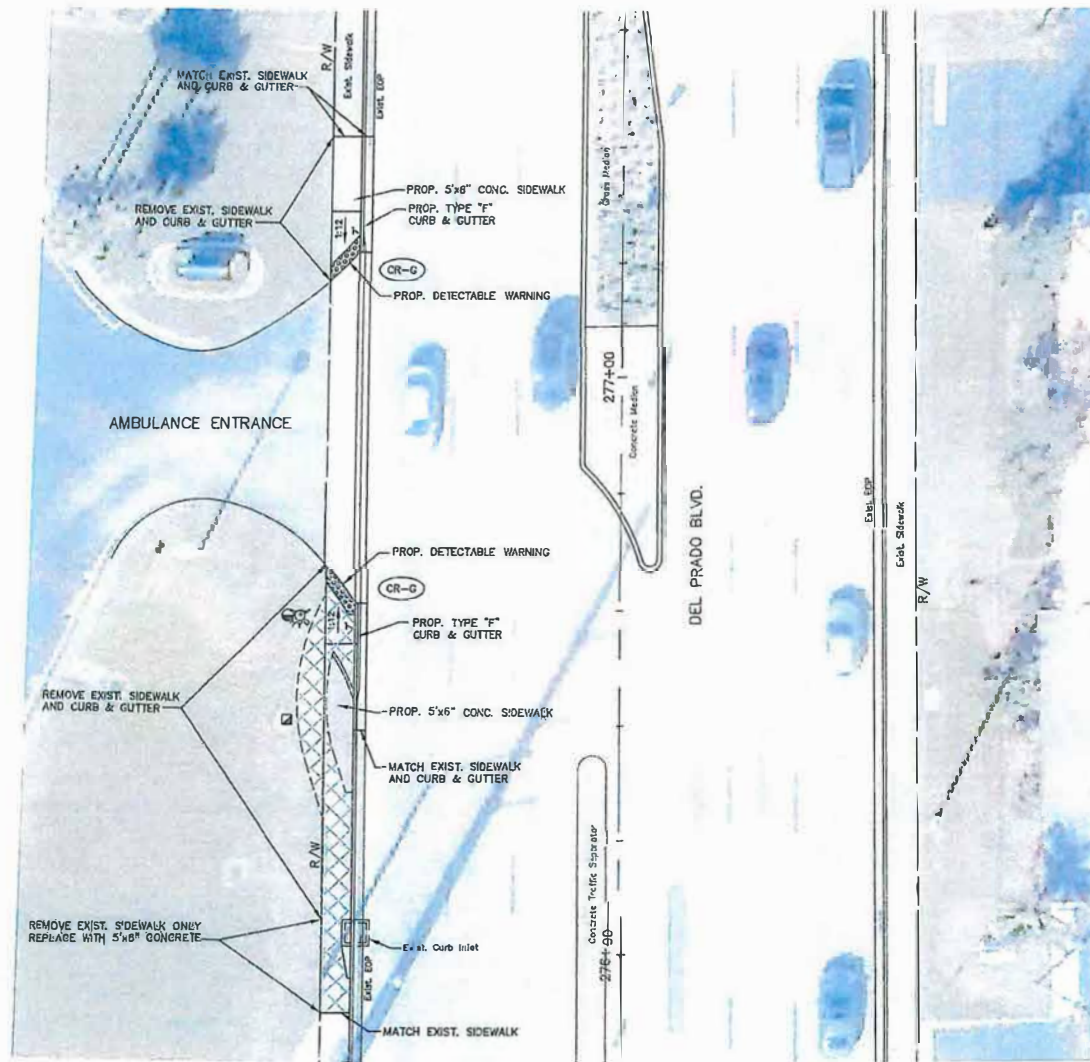 R/W
Exist. Sidewalk
Exist. EOP
MATCH EXIST. SIDEWALK
AND CURB & GUTTER
PROP. 5'x6" CONC. SIDEWALK
PROP. TYPE "F"
CURB & GUTTER
REMOVE EXIST. SIDEWALK
AND CURB & GUTTER
1:12
CR-G
PROP. DETECTABLE WARNING
Grass Median
277+00
Concrete Median
AMBULANCE ENTRANCE
DEL PRADO BLVD.
Exist. EOP
Exist. Sidewalk
R/W
PROP. DETECTABLE WARNING
CR-G
1:12
PROP. TYPE "F"
CURB & GUTTER
REMOVE EXIST. SIDEWALK
AND CURB & GUTTER
PROP. 5'x6" CONC. SIDEWALK
MATCH EXIST. SIDEWALK
AND CURB & GUTTER
R/W
Concrete Traffic Separator
REMOVE EXIST. SIDEWALK ONLY
REPLACE WITH 5'x6" CONCRETE
Exist. Curb Inlet
276+00
Exist. EOP
MATCH EXIST. SIDEWALK